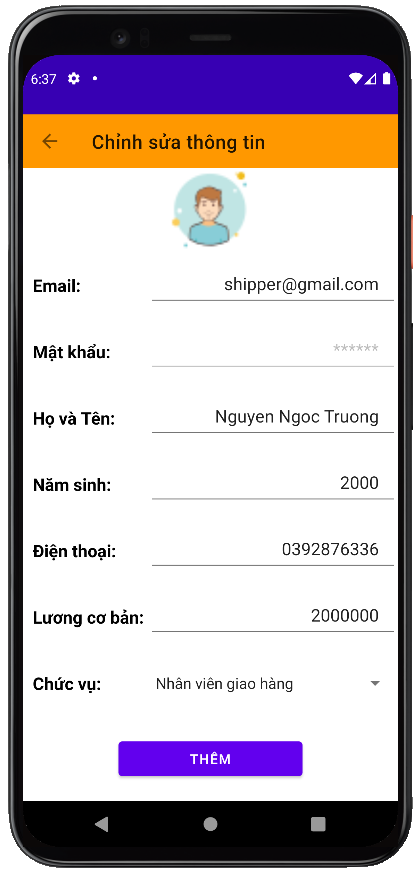 6:37
Chỉnh sửa thông tin
Email: shipper@gmail.com
Mật khẩu: ******
Họ và Tên: Nguyen Ngoc Truong
Năm sinh: 2000
Điện thoại: 0392876336
Lương cơ bản: 2000000
Chức vụ: Nhân viên giao hàng
THÊM